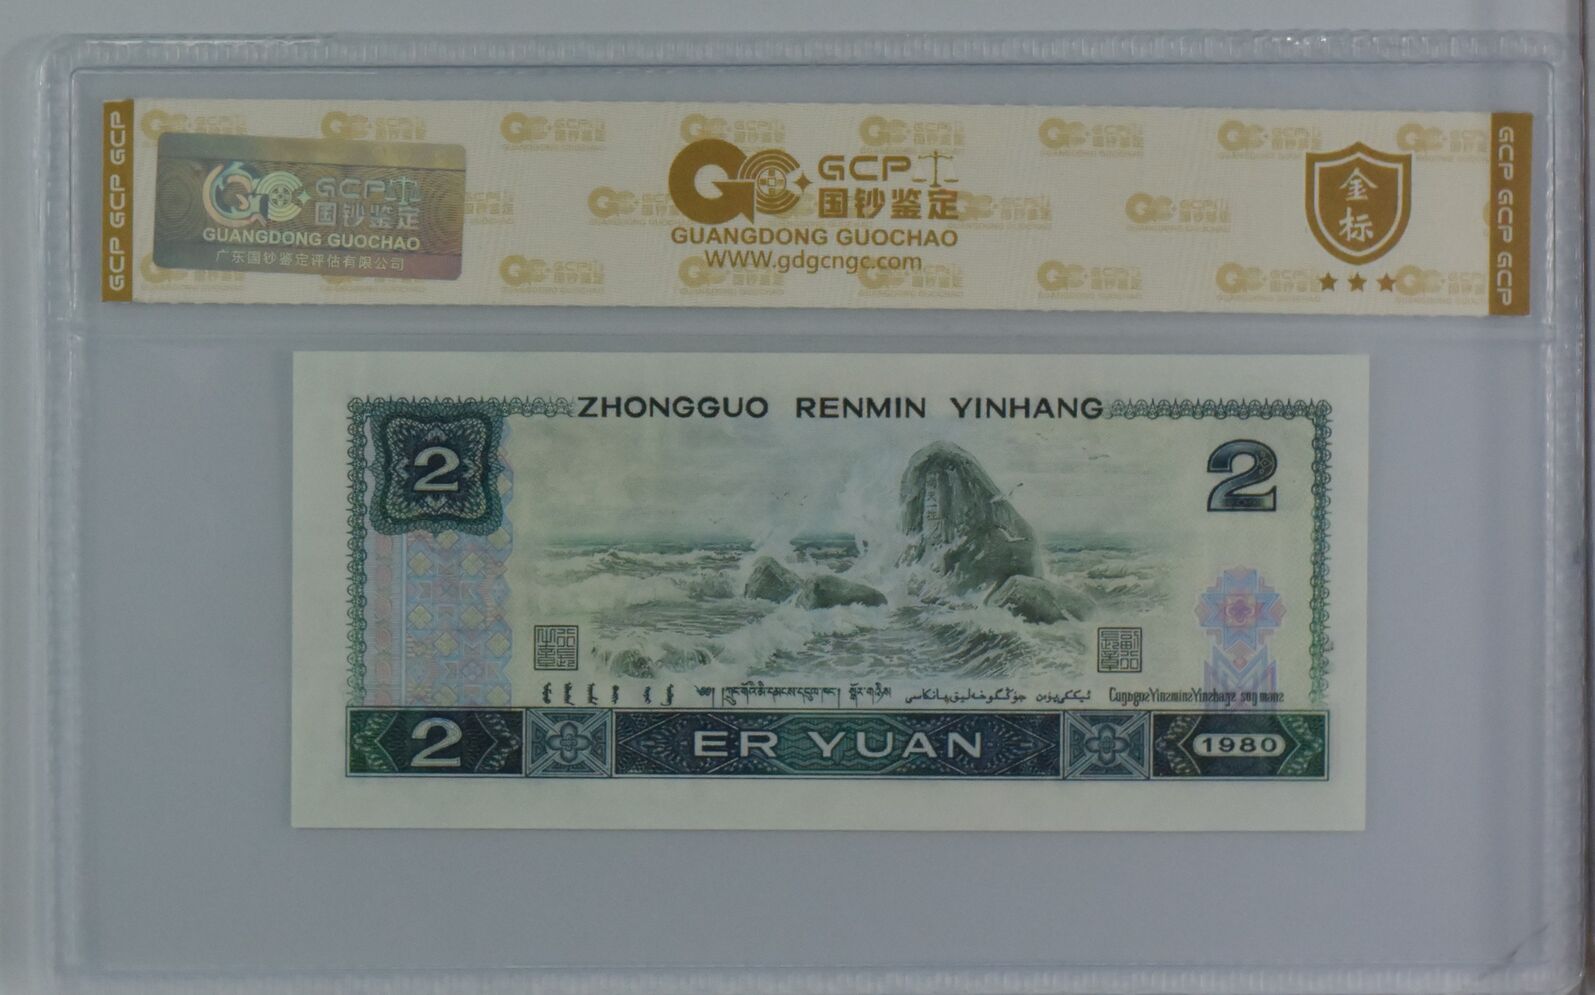 GCP GCP GCP
GCP
国钞鉴定
GUANGDONG GUOCHAO
广东国钞鉴定评估有限公司
GCP
国钞鉴定
GUANGDONG GUOCHAO
WWW.gdgcngc.com
金标
GCP GCP GCP
ZHONGGUO RENMIN YINHANG
2
2
2
ER YUAN
1980